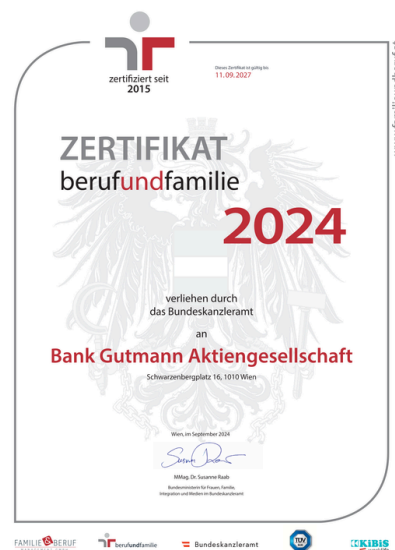 zertifiziert seit
2015
Dieses Zertifikat ist gültig bis
11.09.2027
ZERTIFIKAT
berufundfamilie
2024
verliehen durch
das Bundeskanzleramt
an
Bank Gutmann Aktiengesellschaft
Schwarzenbergplatz 16, 1010 Wien
Wien, im September 2024
MMag. Dr. Susanne Raab
Bundesministerin für Frauen, Familie,
Integration und Medien im Bundeskanzleramt
FAMILIE & BERUF
berufundfamilie
Bundeskanzleramt
TÜV
KiBiS